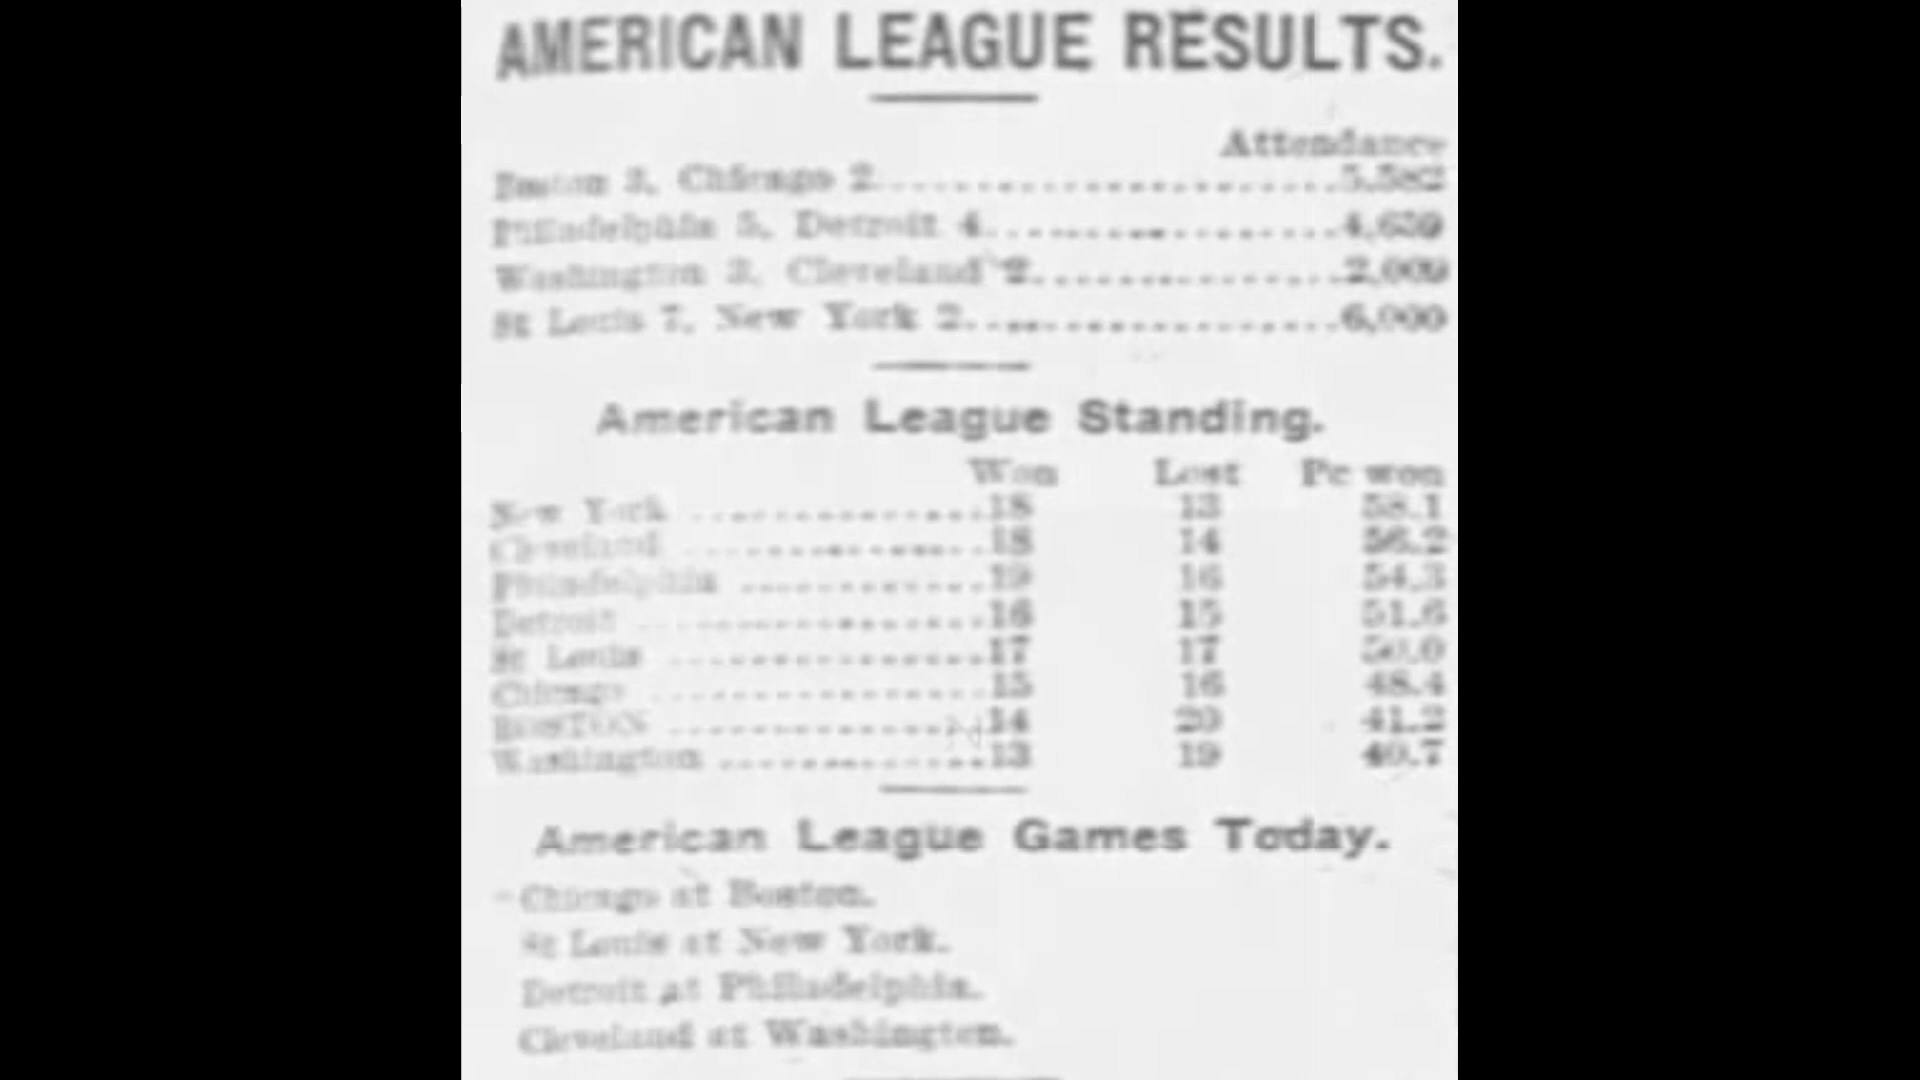 AMERICAN LEAGUE RESULTS.
Attendance
Boston 3, Chicago 2 5,582
Philadelphia 5, Detroit 4 4,639
Washington 3, Cleveland 2 2,009
St Louis 7, New York 2 6,000
American League Standing.
Won Lost Pc won
New York 18 13 58.1
Cleveland 18 14 56.2
Philadelphia 19 16 54.3
Detroit 16 15 51.6
St Louis 17 17 50.0
Chicago 15 16 48.4
BOSTON 14 20 41.2
Washington 13 19 40.7
American League Games Today.
Chicago at Boston.
St Louis at New York.
Detroit at Philadelphia.
Cleveland at Washington.